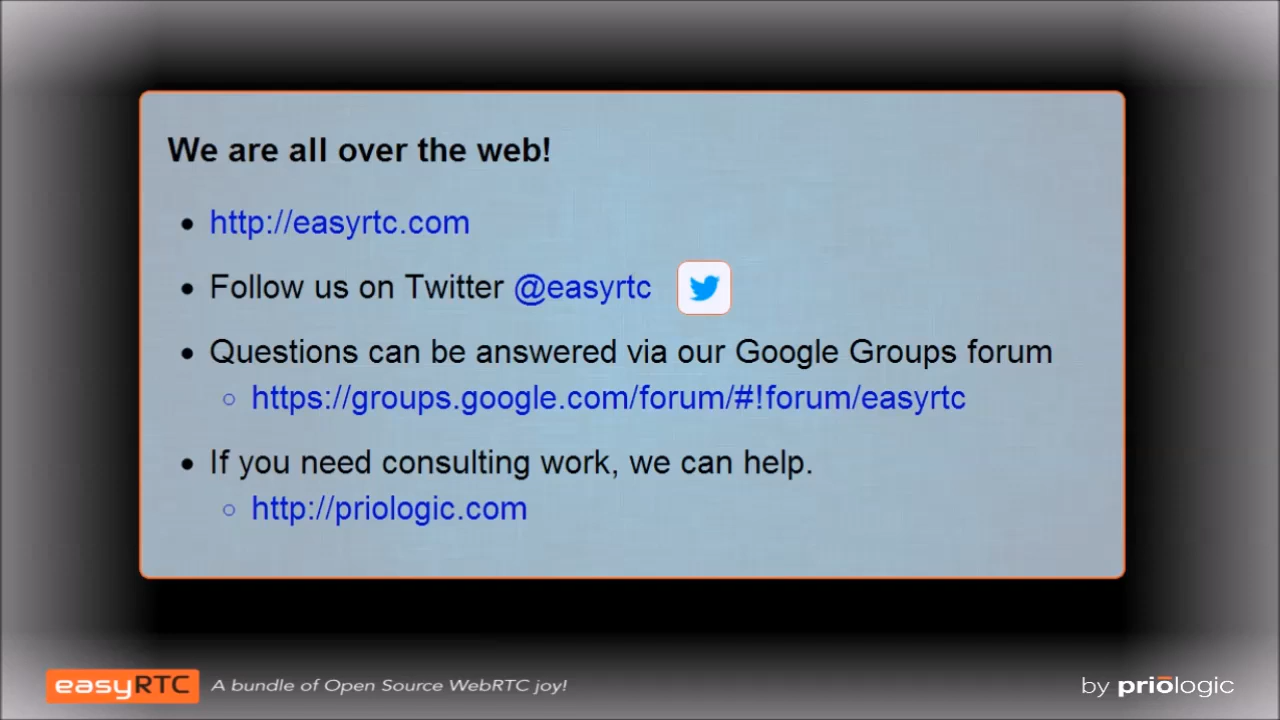 We are all over the web!
http://easyrtc.com
Follow us on Twitter @easyrtc
Questions can be answered via our Google Groups forum
https://groups.google.com/forum/#!forum/easyrtc
If you need consulting work, we can help.
http://priologic.com
easyRTC A bundle of Open Source WebRTC joy!
by priōlogic